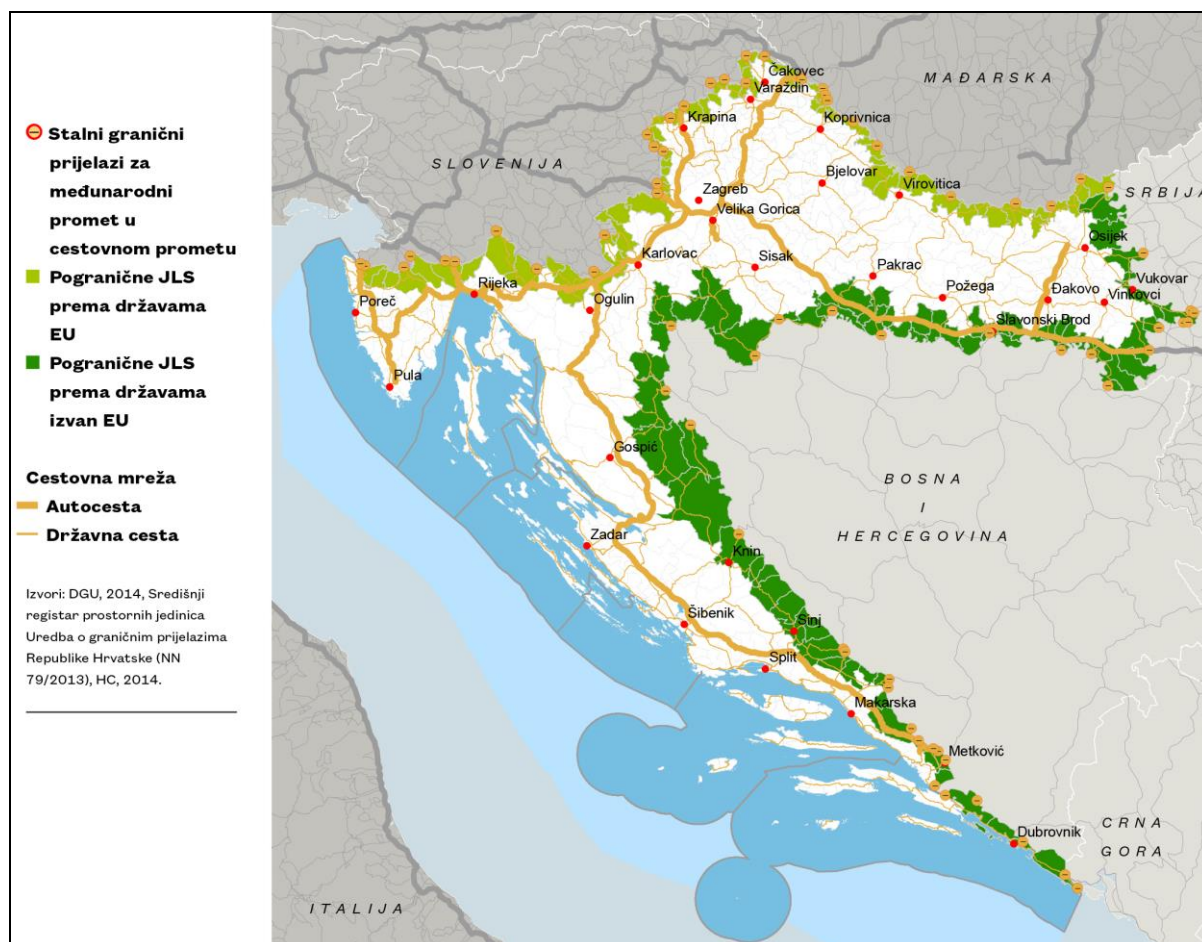 Stalni granični
prijelazi za
međunarodni
promet u
cestovnom prometu
Pogranične JLS
prema državama
EU
Pogranične JLS
prema državama
izvan EU
Cestovna mreža
Autocesta
Državna cesta
Izvori: DGU, 2014, Središnji
registar prostornih jedinica
Uredba o graničnim prijelazima
Republike Hrvatske (NN
79/2013), HC, 2014.
MAĐARSKA
SLOVENIJA
SRBIJA
BOSNA
I
HERCEGOVINA
CRNA
GORA
ITALIJA
Čakovec
Varaždin
Krapina
Koprivnica
Bjelovar
Virovitica
Zagreb
Velika Gorica
Osijek
Karlovac
Sisak
Pakrac
Vukovar
Rijeka
Požega
Đakovo
Vinkovci
Poreč
Ogulin
Slavonski Brod
Pula
Gospić
Zadar
Knin
Šibenik
Sinj
Split
Makarska
Metković
Dubrovnik